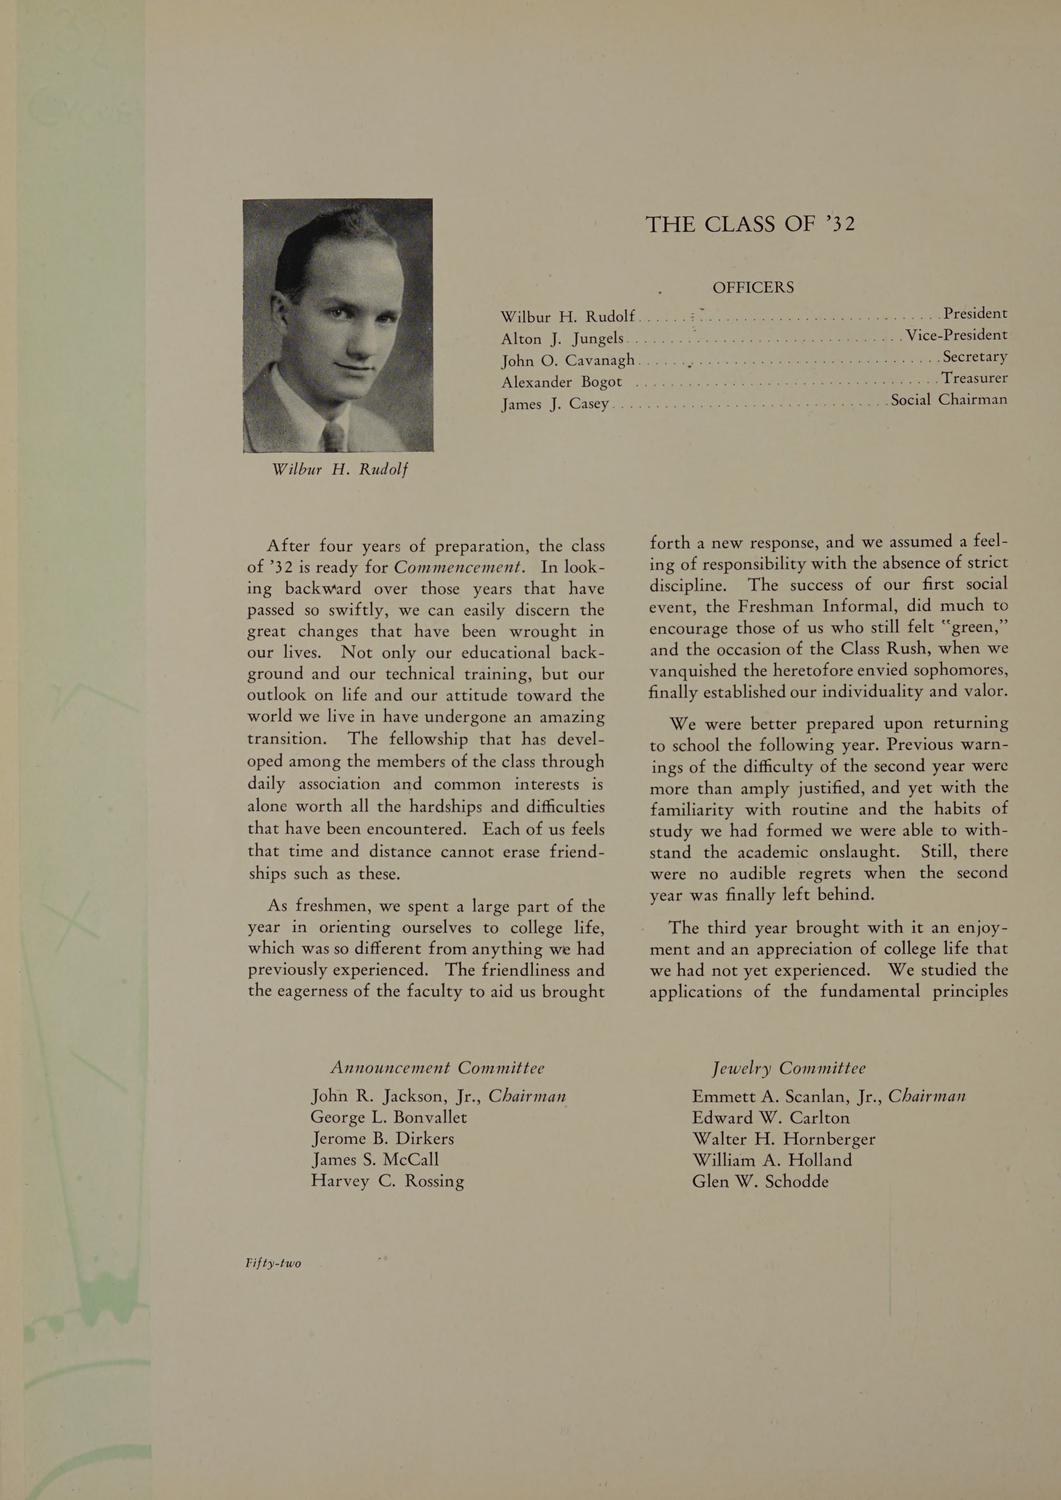 THE CLASS OF ’32
OFFICERS
Wilbur H. Rudolf President
Alton J. Jungels Vice-President
John O. Cavanagh Secretary
Alexander Bogot Treasurer
James J. Casey Social Chairman
Wilbur H. Rudolf
After four years of preparation, the class
of ’32 is ready for Commencement. In look-
ing backward over those years that have
passed so swiftly, we can easily discern the
great changes that have been wrought in
our lives. Not only our educational back-
ground and our technical training, but our
outlook on life and our attitude toward the
world we live in have undergone an amazing
transition. The fellowship that has devel-
oped among the members of the class through
daily association and common interests is
alone worth all the hardships and difficulties
that have been encountered. Each of us feels
that time and distance cannot erase friend-
ships such as these.
As freshmen, we spent a large part of the
year in orienting ourselves to college life,
which was so different from anything we had
previously experienced. The friendliness and
the eagerness of the faculty to aid us brought
forth a new response, and we assumed a feel-
ing of responsibility with the absence of strict
discipline. The success of our first social
event, the Freshman Informal, did much to
encourage those of us who still felt “green,”
and the occasion of the Class Rush, when we
vanquished the heretofore envied sophomores,
finally established our individuality and valor.
We were better prepared upon returning
to school the following year. Previous warn-
ings of the difficulty of the second year were
more than amply justified, and yet with the
familiarity with routine and the habits of
study we had formed we were able to with-
stand the academic onslaught. Still, there
were no audible regrets when the second
year was finally left behind.
The third year brought with it an enjoy-
ment and an appreciation of college life that
we had not yet experienced. We studied the
applications of the fundamental principles
Announcement Committee
John R. Jackson, Jr., Chairman
George L. Bonvallet
Jerome B. Dirkers
James S. McCall
Harvey C. Rossing
Jewelry Committee
Emmett A. Scanlan, Jr., Chairman
Edward W. Carlton
Walter H. Hornberger
William A. Holland
Glen W. Schodde
Fifty-two